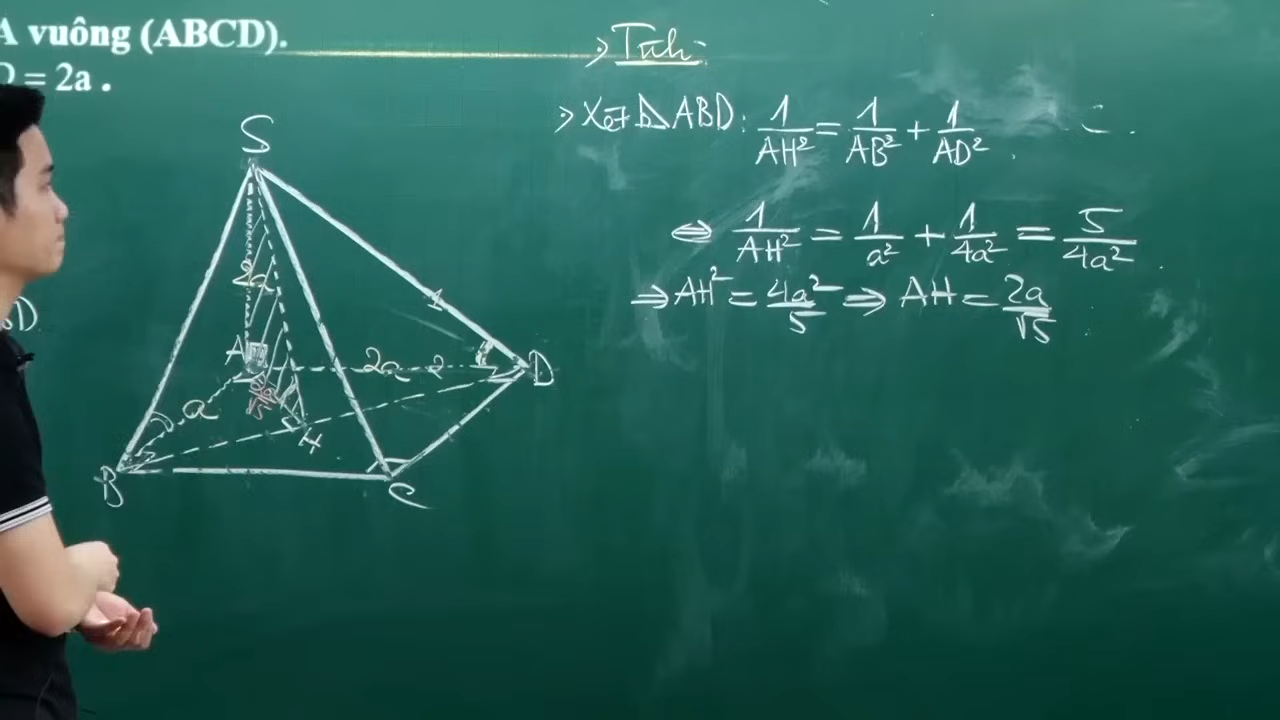 A vuông (ABCD).
D = 2a .
> Tính:
S
> Xét ⊿ABD: 1/AH² = 1/AB² + 1/AD².
⇔ 1/AH² = 1/a² + 1/4a² = 5/4a².
⇒ AH² = 4a²/5 ⇒ AH = 2a/√5
2a
A
2a
D
a
H
B
C